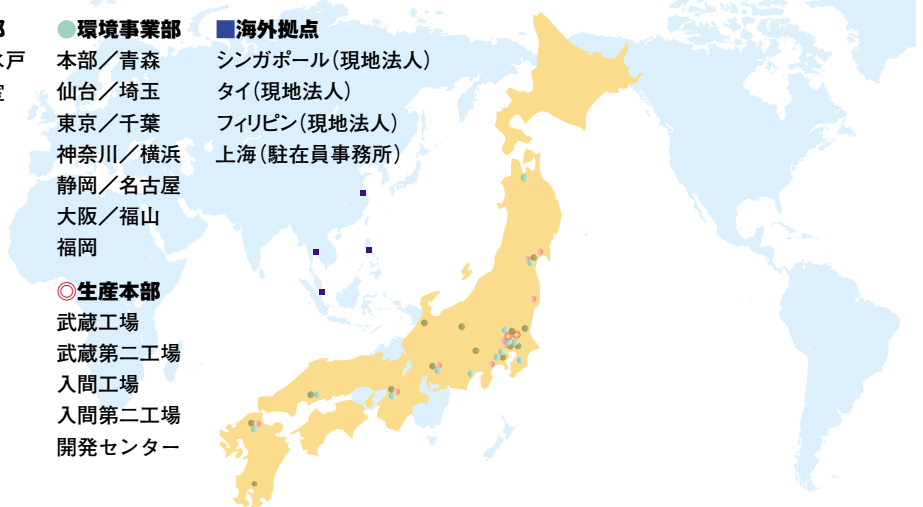 部
水戸
●環境事業部
本部／青森
仙台／埼玉
東京／千葉
神奈川／横浜
静岡／名古屋
大阪／福山
福岡
◎生産本部
武蔵工場
武蔵第二工場
入間工場
入間第二工場
開発センター
■海外拠点
シンガポール（現地法人）
タイ（現地法人）
フィリピン（現地法人）
上海（駐在員事務所）